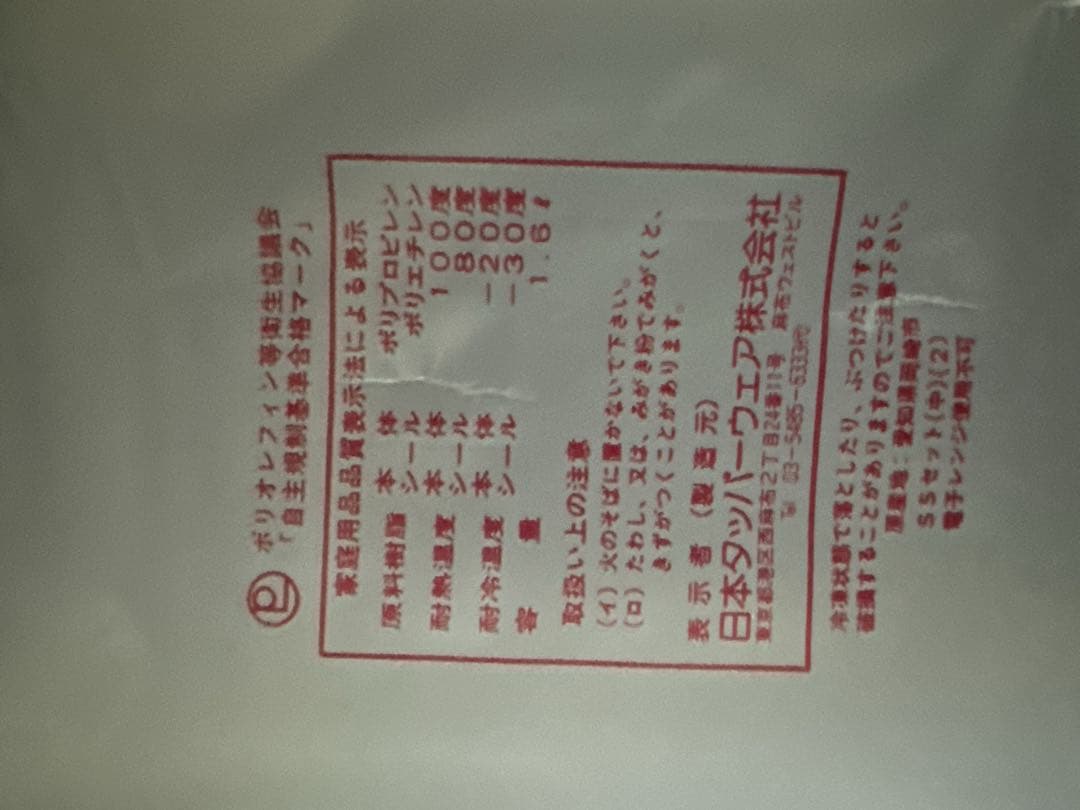 ポリオレフィン等衛生協議会
「自主規制基準合格マーク」
家庭用品品質表示法による表示
原料樹脂 本体 ポリプロピレン
シール ポリエチレン
耐熱温度 本体 100度
シール 80度
耐冷温度 本体 −20度
シール −30度
容量 1.6ℓ
取扱い上の注意
(イ) 火のそばに置かないで下さい。
(ロ) たわし、又は、みがき粉でみがくと、
きずがつくことがあります。
表示者(製造元)
日本タッパーウェア株式会社
東京都港区西麻布2丁目24番11号 麻布ウェストビル
Tel 03-5485-6333㈹
冷凍状態で落としたり、ぶつけたりすると
破損することがありますのでご注意下さい。
原産地:愛知県岡崎市
SSセット(中)(2)
電子レンジ使用不可